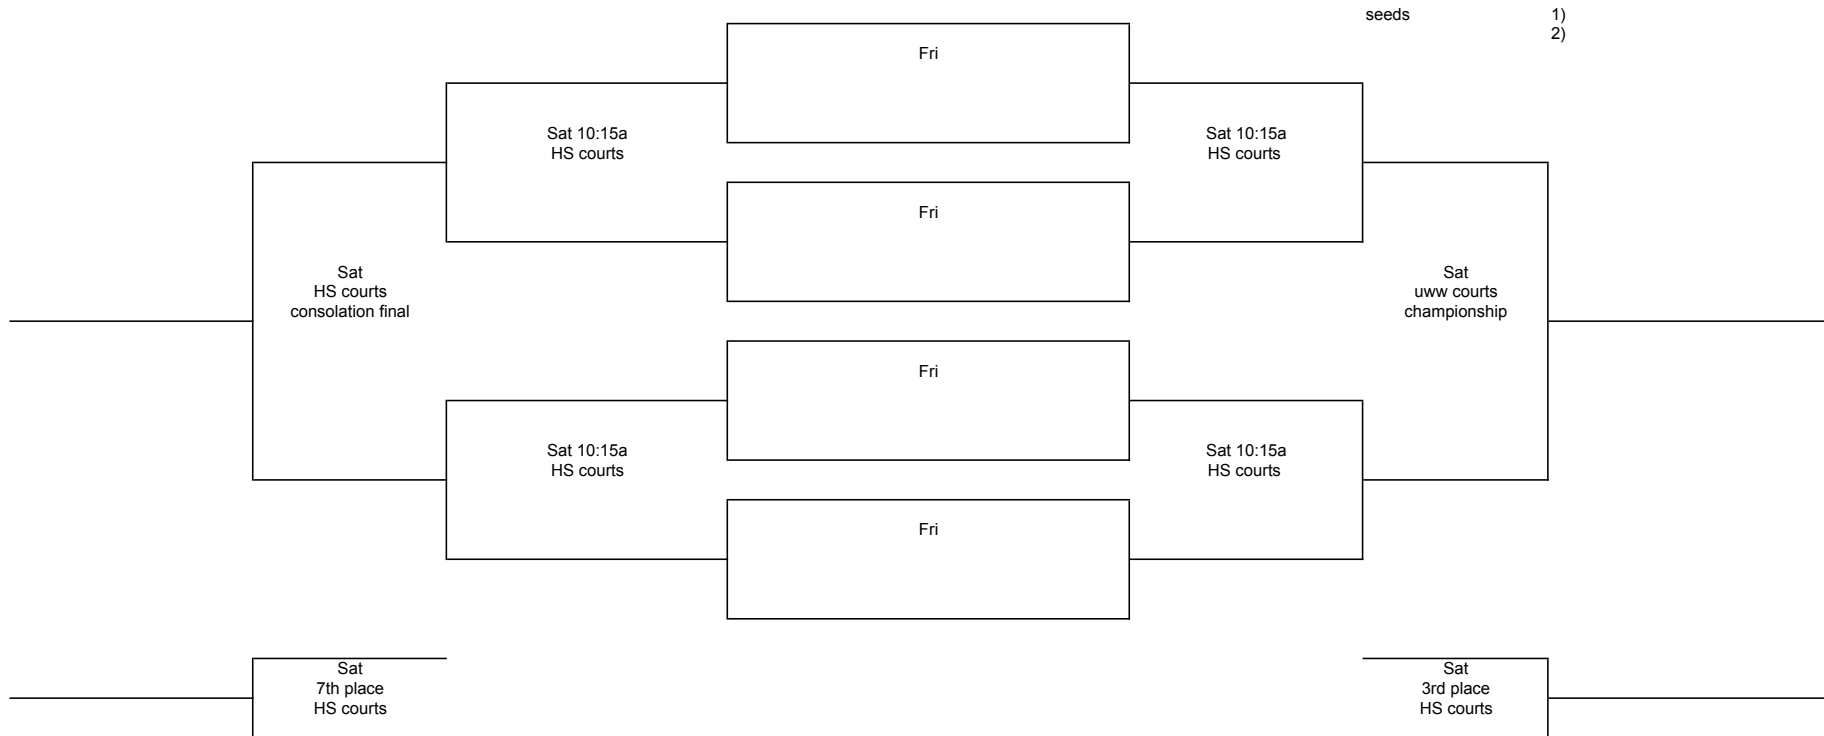 seeds 1)
2)
Fri
Sat 10:15a
HS courts
Sat 10:15a
HS courts
Fri
Sat
HS courts
consolation final
Sat
uww courts
championship
Fri
Sat 10:15a
HS courts
Sat 10:15a
HS courts
Fri
Sat
7th place
HS courts
Sat
3rd place
HS courts